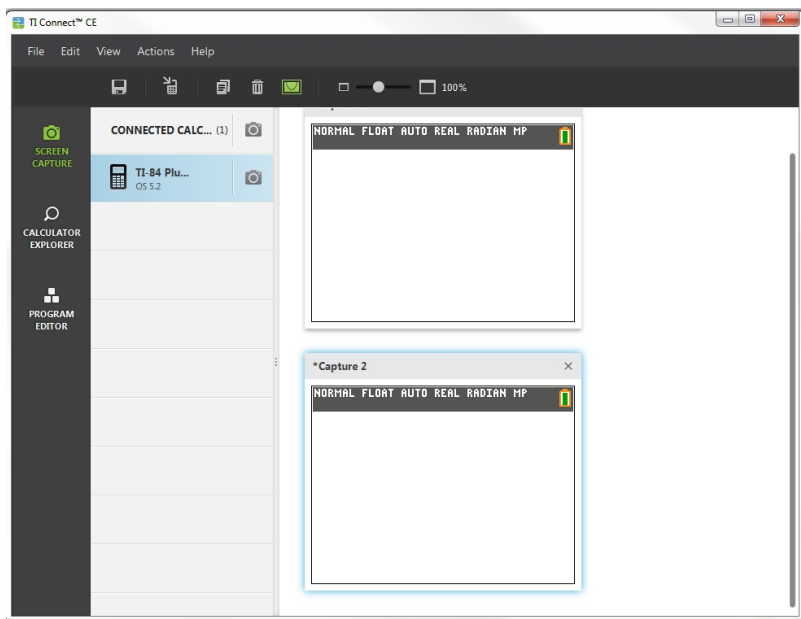 TI Connect™ CE
File Edit View Actions Help
100%
SCREEN
CAPTURE
CALCULATOR
EXPLORER
PROGRAM
EDITOR
CONNECTED CALC... (1)
TI-84 Plu...
OS 5.2
NORMAL FLOAT AUTO REAL RADIAN MP
*Capture 2
NORMAL FLOAT AUTO REAL RADIAN MP